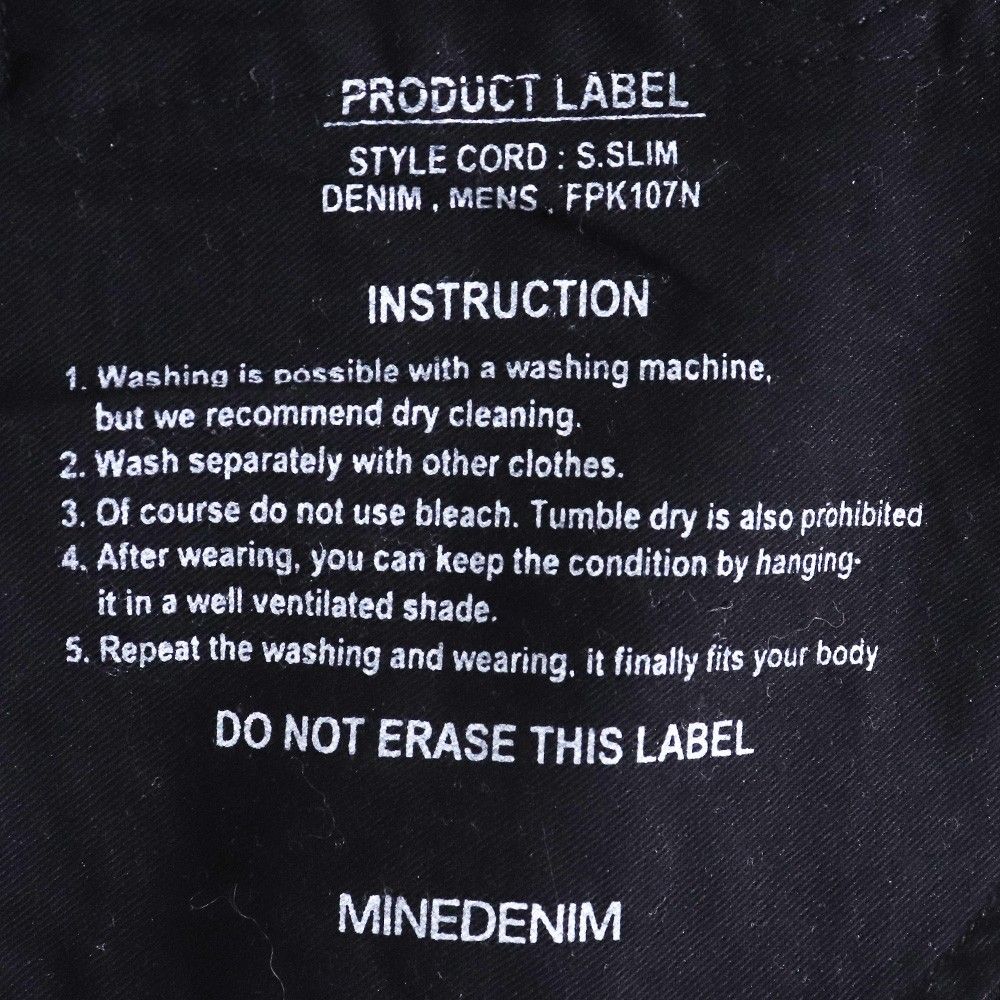 PRODUCT LABEL
STYLE CORD : S.SLIM
DENIM . MENS . FPK107N
INSTRUCTION
1. Washing is possible with a washing machine,
but we recommend dry cleaning.
2. Wash separately with other clothes.
3. Of course do not use bleach. Tumble dry is also prohibited
4. After wearing, you can keep the condition by hanging·
it in a well ventilated shade.
5. Repeat the washing and wearing, it finally fits your body
DO NOT ERASE THIS LABEL
MINEDENIM